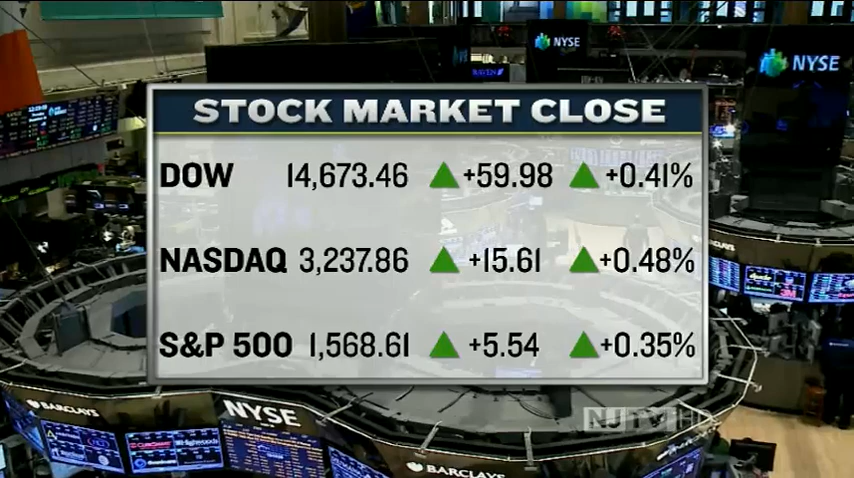 NYSE
NYSE
STOCK MARKET CLOSE
DOW 14,673.46 +59.98 +0.41%
NASDAQ 3,237.86 +15.61 +0.48%
S&P 500 1,568.61 +5.54 +0.35%
BARCLAYS
NYSE
BARCLAYS
NJTV HD